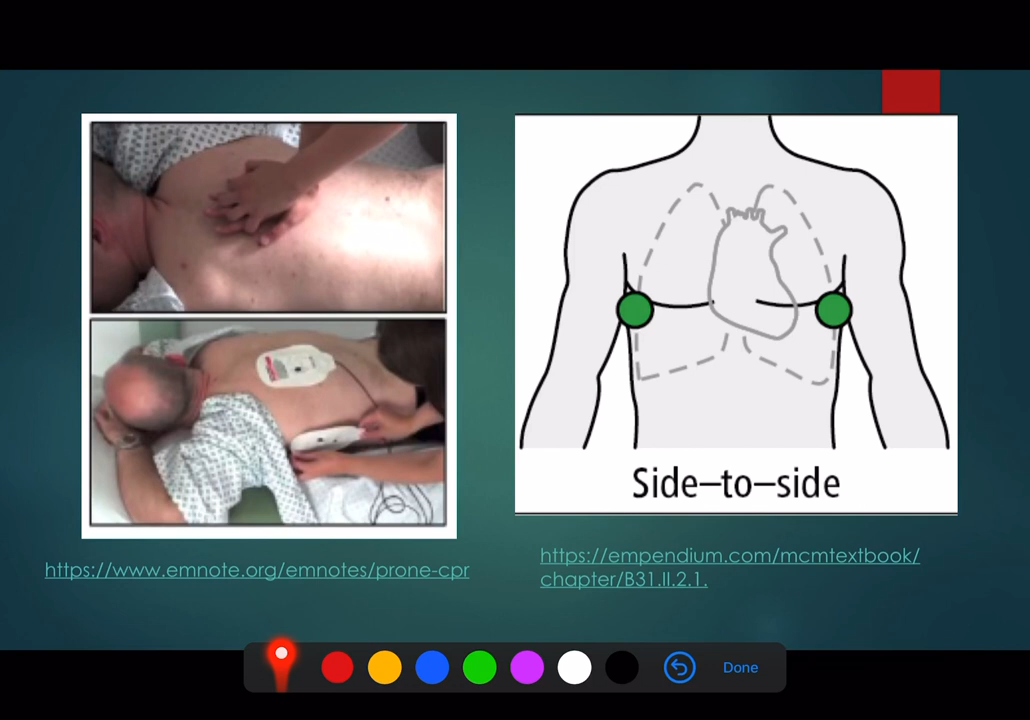 Side–to–side
https://www.emnote.org/emnotes/prone-cpr
https://empendium.com/mcmtextbook/
chapter/B31.II.2.1.
Done